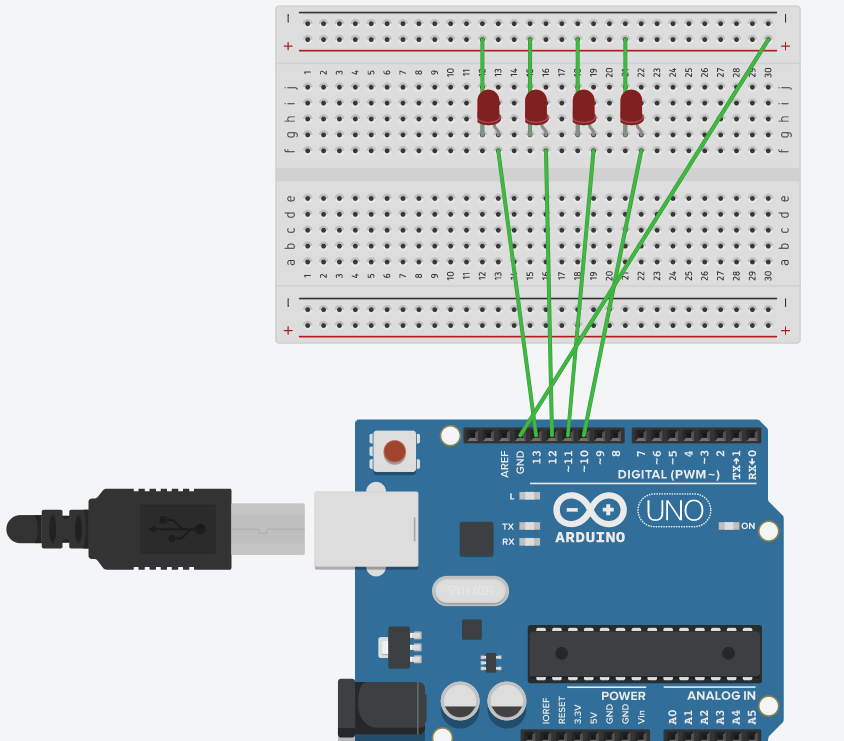 − −
+ +
1 2 3 4 5 6 7 8 9 10 11 12 13 14 15 16 17 18 19 20 21 22 23 24 25 26 27 28 29 30
j j
i i
h h
g g
f f
e e
d d
c c
b b
a a
1 2 3 4 5 6 7 8 9 10 11 12 13 14 15 16 17 18 19 20 21 22 23 24 25 26 27 28 29 30
− −
+ +
AREF GND 13 12 ~11 ~10 ~9 8 7 ~6 ~5 4 ~3 2 TX→1 RX←0
DIGITAL (PWM~)
L
TX
RX
ARDUINO
UNO
ON
POWER
ANALOG IN
IOREF RESET 3.3V 5V GND GND Vin A0 A1 A2 A3 A4 A5